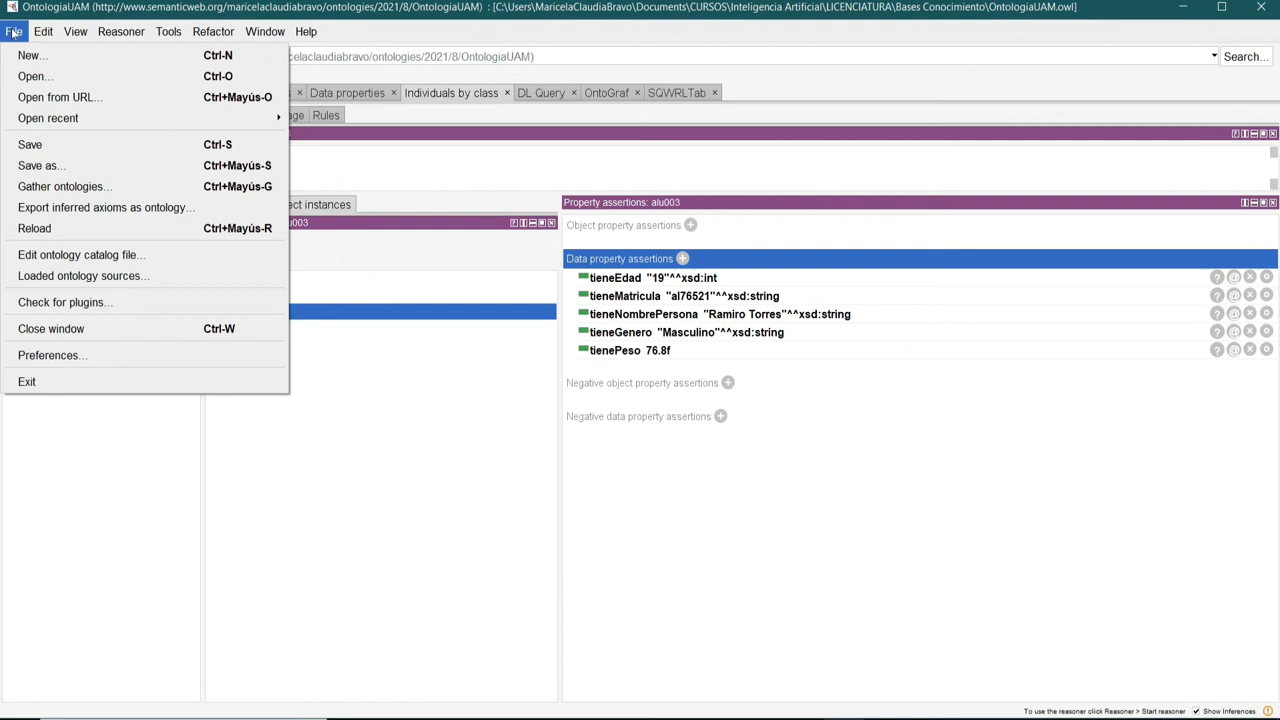 OntologiaUAM (http://www.semanticweb.org/maricelaclaudiabravo/ontologies/2021/8/OntologiaUAM) : [C:\Users\MaricelaClaudiaBravo\Documents\CURSOS\Inteligencia Artificial\LICENCIATURA\Bases Conocimiento\OntologiaUAM.owl]
File Edit View Reasoner Tools Refactor Window Help
New... Ctrl-N
icelaclaudiabravo/ontologies/2021/8/OntologiaUAM) Search...
Open... Ctrl-O
Open from URL... Ctrl+Mayús-O
s × Data properties × Individuals by class × DL Query × OntoGraf × SQWRLTab ×
Open recent
age Rules
Save Ctrl-S
Save as... Ctrl+Mayús-S
Gather ontologies... Ctrl+Mayús-G
Export inferred axioms as ontology...
Reload Ctrl+Mayús-R
Edit ontology catalog file...
Loaded ontology sources...
Check for plugins...
Close window Ctrl-W
Preferences...
Exit
ect instances
u003
Property assertions: alu003
Object property assertions
Data property assertions
tieneEdad "19"^^xsd:int
tieneMatricula "al76521"^^xsd:string
tieneNombrePersona "Ramiro Torres"^^xsd:string
tieneGenero "Masculino"^^xsd:string
tienePeso 76.8f
Negative object property assertions
Negative data property assertions
To use the reasoner click Reasoner > Start reasoner Show Inferences